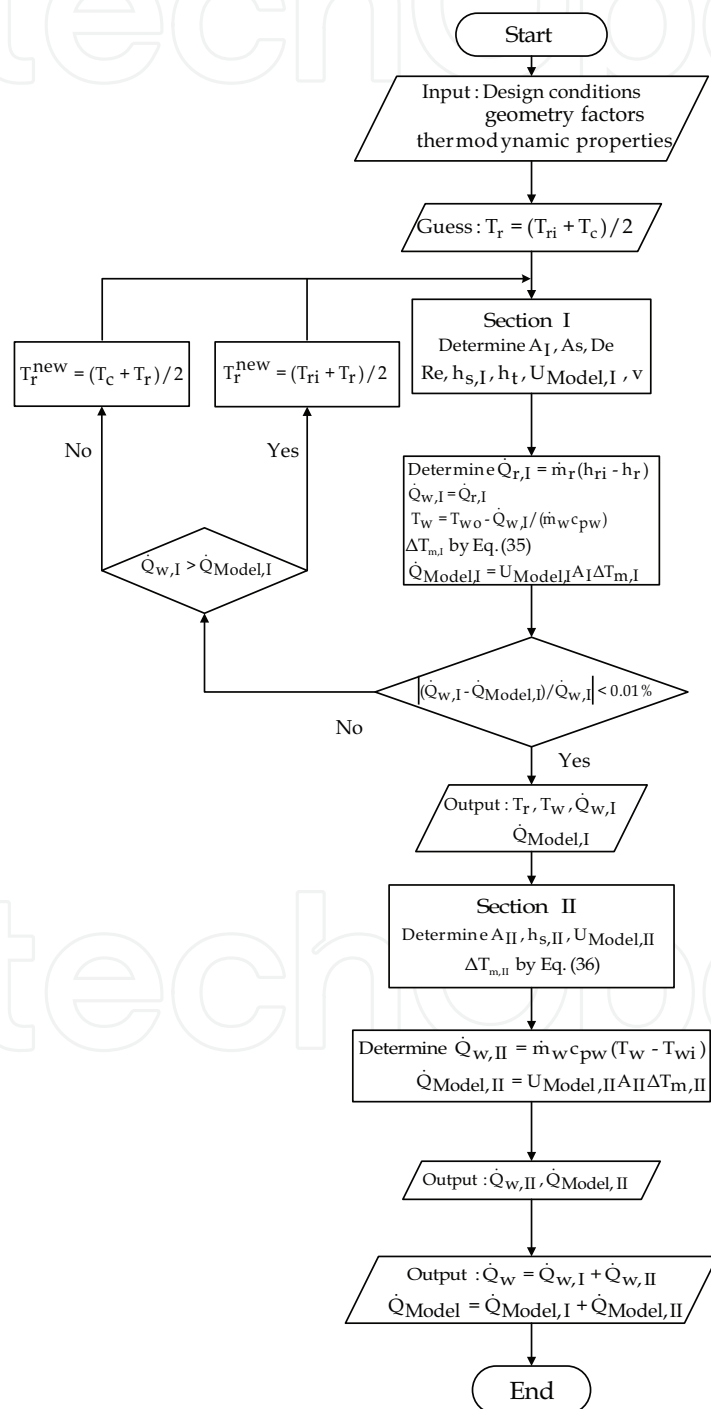 Start
Input : Design conditions
geometry factors
thermodynamic properties
Guess : T_r = (T_ri + T_c) / 2
Section I
Determine A_I , As, De
Re, h_s,I , h_t , U_Model,I , v
T_r^new = (T_c + T_r) / 2
T_r^new = (T_ri + T_r) / 2
No
Yes
Determine Q̇_r,I = ṁ_r (h_ri - h_r)
Q̇_w,I = Q̇_r,I
T_w = T_wo - Q̇_w,I / (ṁ_w c_pw)
ΔT_m,I by Eq. (35)
Q̇_Model,I = U_Model,I A_I ΔT_m,I
Q̇_w,I > Q̇_Model,I
|(Q̇_w,I - Q̇_Model,I) / Q̇_w,I| < 0.01%
No
Yes
Output : T_r , T_w , Q̇_w,I
Q̇_Model,I
Section II
Determine A_II , h_s,II , U_Model,II
ΔT_m,II by Eq. (36)
Determine Q̇_w,II = ṁ_w c_pw (T_w - T_wi)
Q̇_Model,II = U_Model,II A_II ΔT_m,II
Output : Q̇_w,II , Q̇_Model,II
Output : Q̇_w = Q̇_w,I + Q̇_w,II
Q̇_Model = Q̇_Model,I + Q̇_Model,II
End